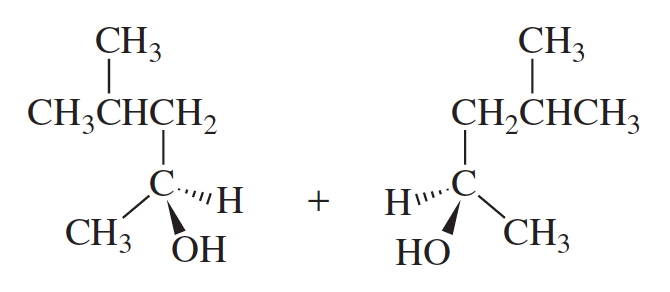 CH₃ CH₃
CH₃CHCH₂ CH₂CHCH₃
C H + H C
CH₃ OH HO CH₃